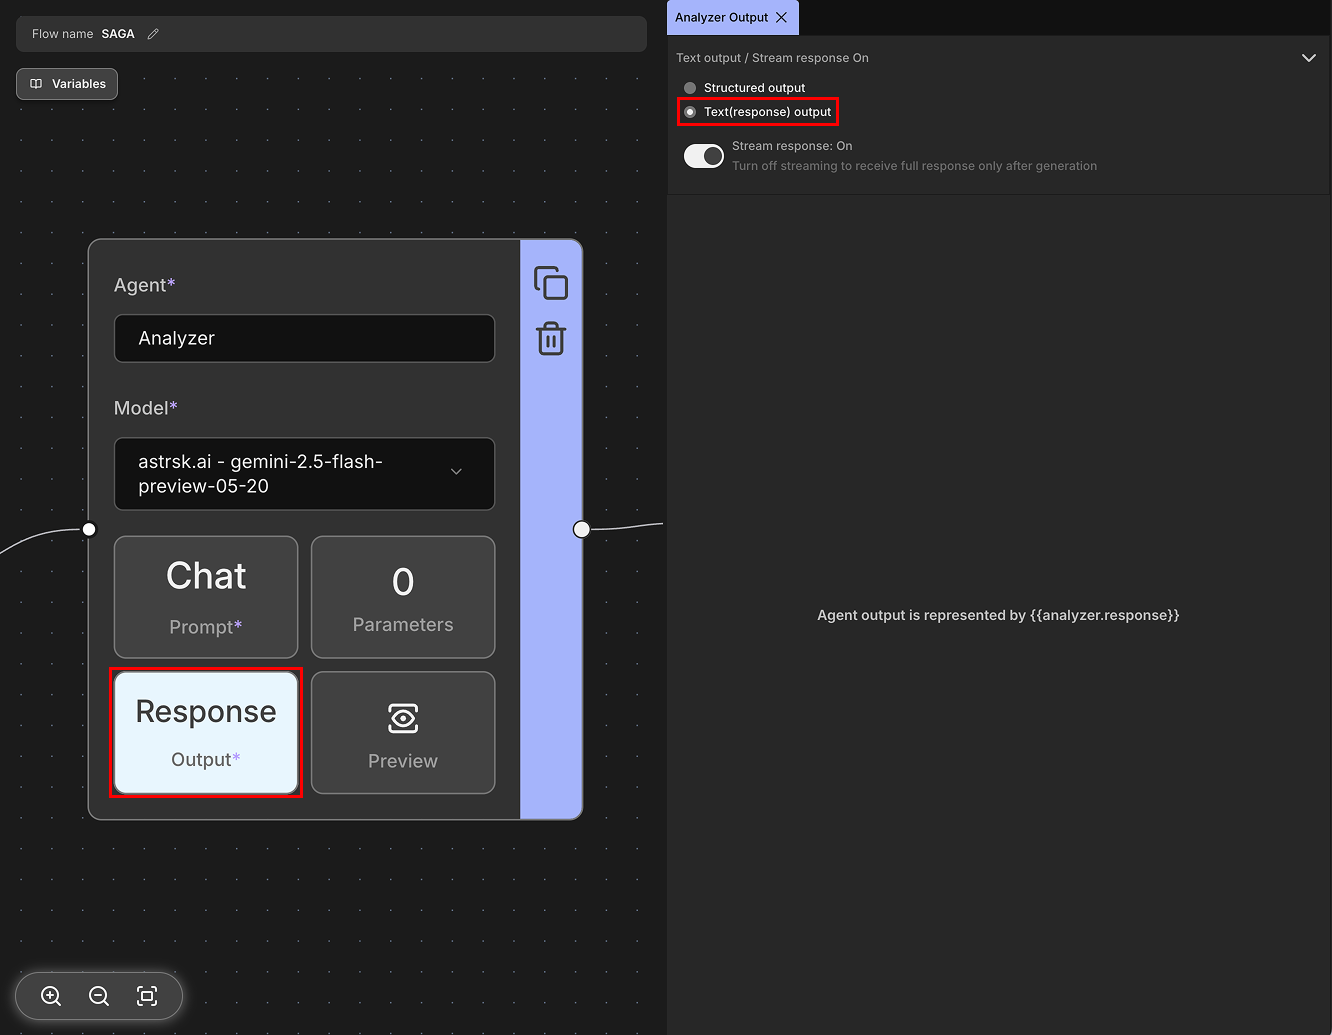 Flow name SAGA
Variables
Agent*
Analyzer
Model*
astrsk.ai - gemini-2.5-flash-
preview-05-20
Chat
Prompt*
0
Parameters
Response
Output*
Preview
Analyzer Output
Text output / Stream response On
Structured output
Text(response) output
Stream response: On
Turn off streaming to receive full response only after generation
Agent output is represented by {{analyzer.response}}